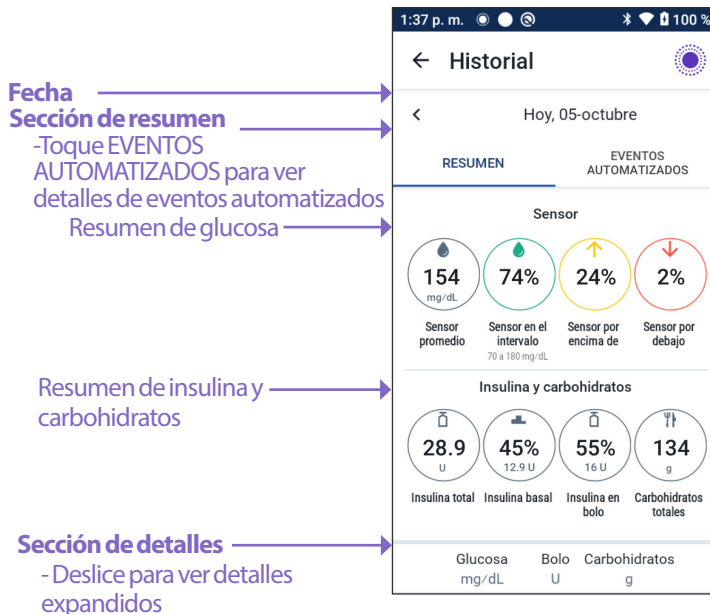 1:37 p. m. 100 %
Historial
Fecha
Sección de resumen
-Toque EVENTOS
AUTOMATIZADOS para ver
detalles de eventos automatizados
Resumen de glucosa
Resumen de insulina y
carbohidratos
Sección de detalles
- Deslice para ver detalles
expandidos
Hoy, 05-octubre
RESUMEN
EVENTOS
AUTOMATIZADOS
Sensor
154
mg/dL
74%
24%
2%
Sensor
promedio
Sensor en el
intervalo
70 a 180 mg/dL
Sensor por
encima de
Sensor por
debajo
Insulina y carbohidratos
28.9
U
45%
12.9 U
55%
16 U
134
g
Insulina total
Insulina basal
Insulina en
bolo
Carbohidratos
totales
Glucosa Bolo Carbohidratos
mg/dL U g